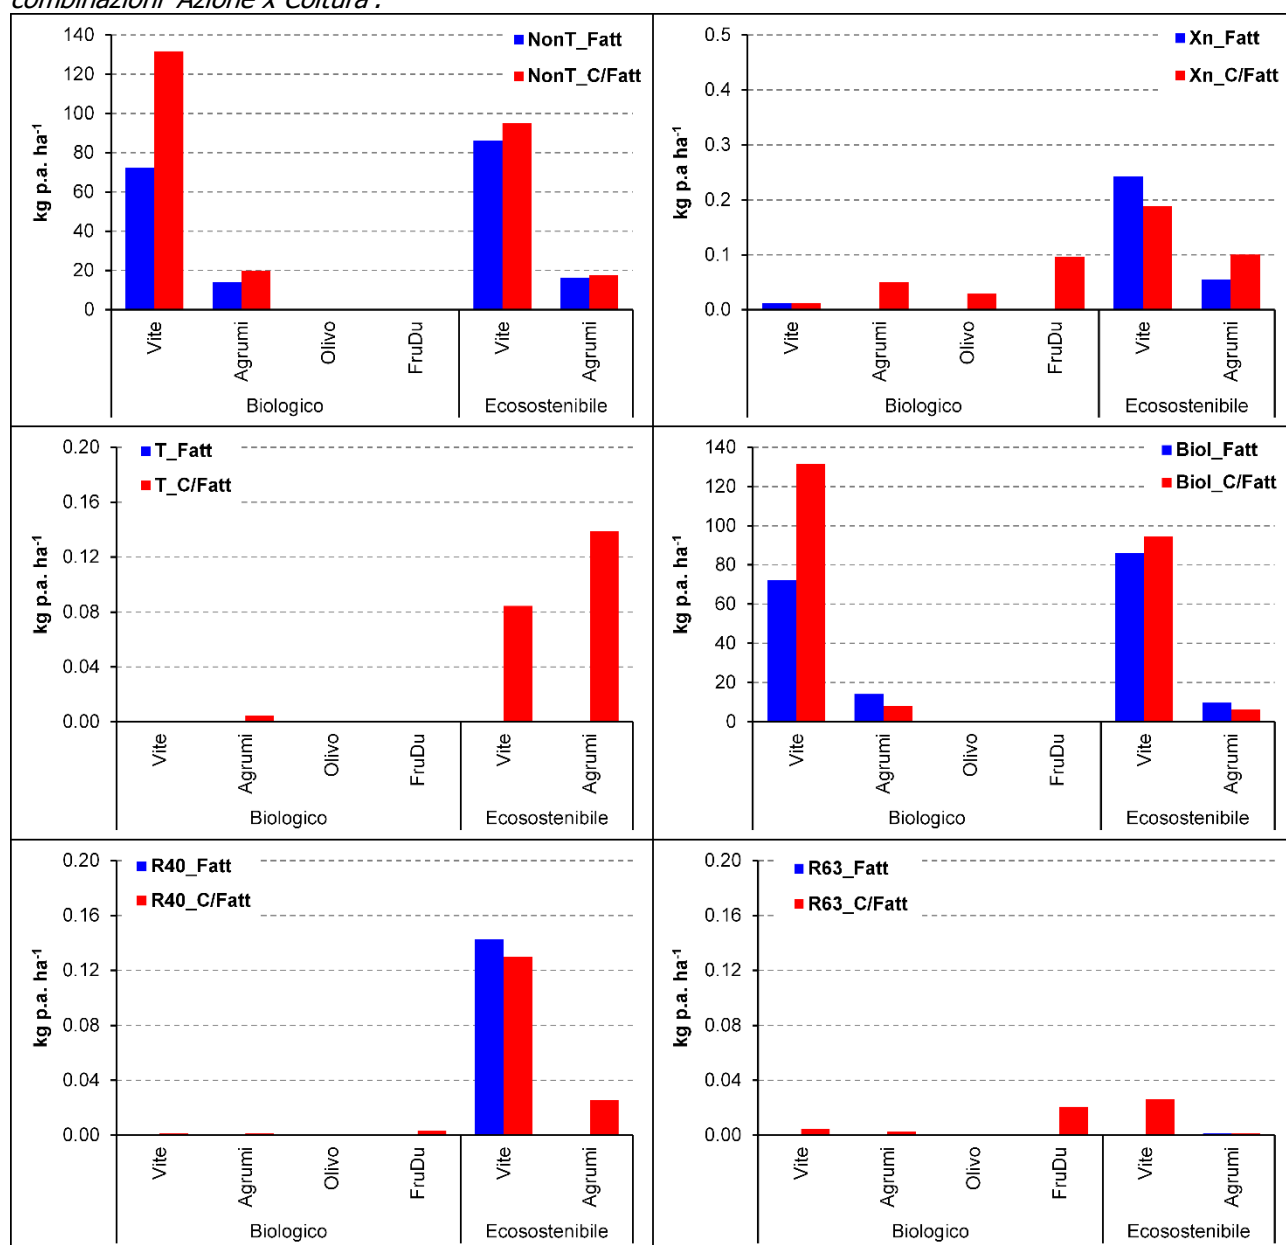 combinazioni 'Azione x Coltura'.
NonT_Fatt
NonT_C/Fatt
kg p.a. ha-1
140
120
100
80
60
40
20
0
Vite
Agrumi
Olivo
FruDu
Vite
Agrumi
Biologico
Ecosostenibile
Xn_Fatt
Xn_C/Fatt
kg p.a ha-1
0.5
0.4
0.3
0.2
0.1
0.0
Vite
Agrumi
Olivo
FruDu
Vite
Agrumi
Biologico
Ecosostenibile
T_Fatt
T_C/Fatt
kg p.a. ha-1
0.20
0.16
0.12
0.08
0.04
0.00
Vite
Agrumi
Olivo
FruDu
Vite
Agrumi
Biologico
Ecosostenibile
Biol_Fatt
Biol_C/Fatt
kg p.a. ha-1
140
120
100
80
60
40
20
0
Vite
Agrumi
Olivo
FruDu
Vite
Agrumi
Biologico
Ecosostenibile
R40_Fatt
R40_C/Fatt
kg p.a. ha-1
0.20
0.16
0.12
0.08
0.04
0.00
Vite
Agrumi
Olivo
FruDu
Vite
Agrumi
Biologico
Ecosostenibile
R63_Fatt
R63_C/Fatt
kg p.a. ha-1
0.20
0.16
0.12
0.08
0.04
0.00
Vite
Agrumi
Olivo
FruDu
Vite
Agrumi
Biologico
Ecosostenibile